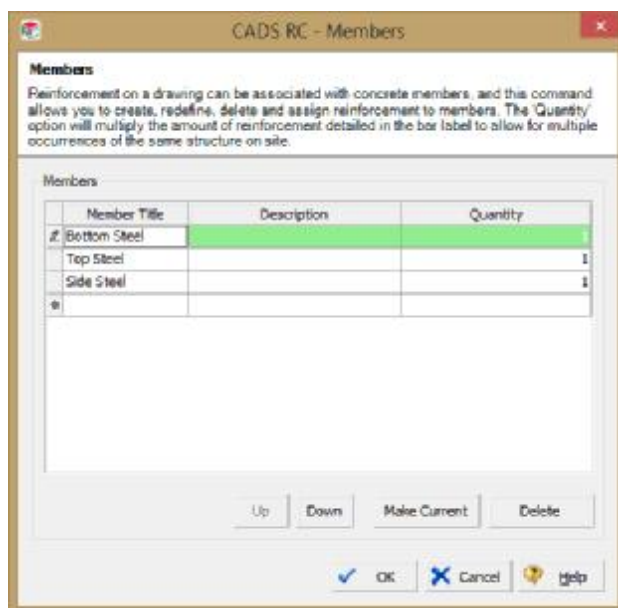 CADS RC - Members
Members
Reinforcement on a drawing can be associated with concrete members, and this command
allows you to create, redefine, delete and assign reinforcement to members. The 'Quantity'
option will multiply the amount of reinforcement detailed in the bar label to allow for multiple
occurrences of the same structure on site.
Members
Member Title Description Quantity
Bottom Steel 1
Top Steel 1
Side Steel 1
Up Down Make Current Delete
OK Cancel Help